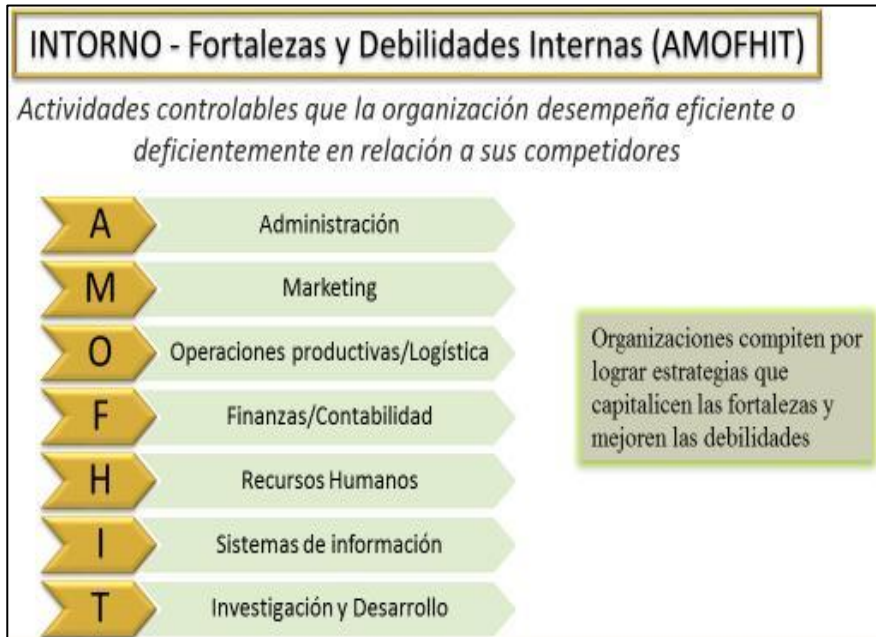 INTORNO - Fortalezas y Debilidades Internas (AMOFHIT)
Actividades controlables que la organización desempeña eficiente o
deficientemente en relación a sus competidores
A Administración
M Marketing
O Operaciones productivas/Logística
F Finanzas/Contabilidad
H Recursos Humanos
I Sistemas de información
T Investigación y Desarrollo
Organizaciones compiten por
lograr estrategias que
capitalicen las fortalezas y
mejoren las debilidades